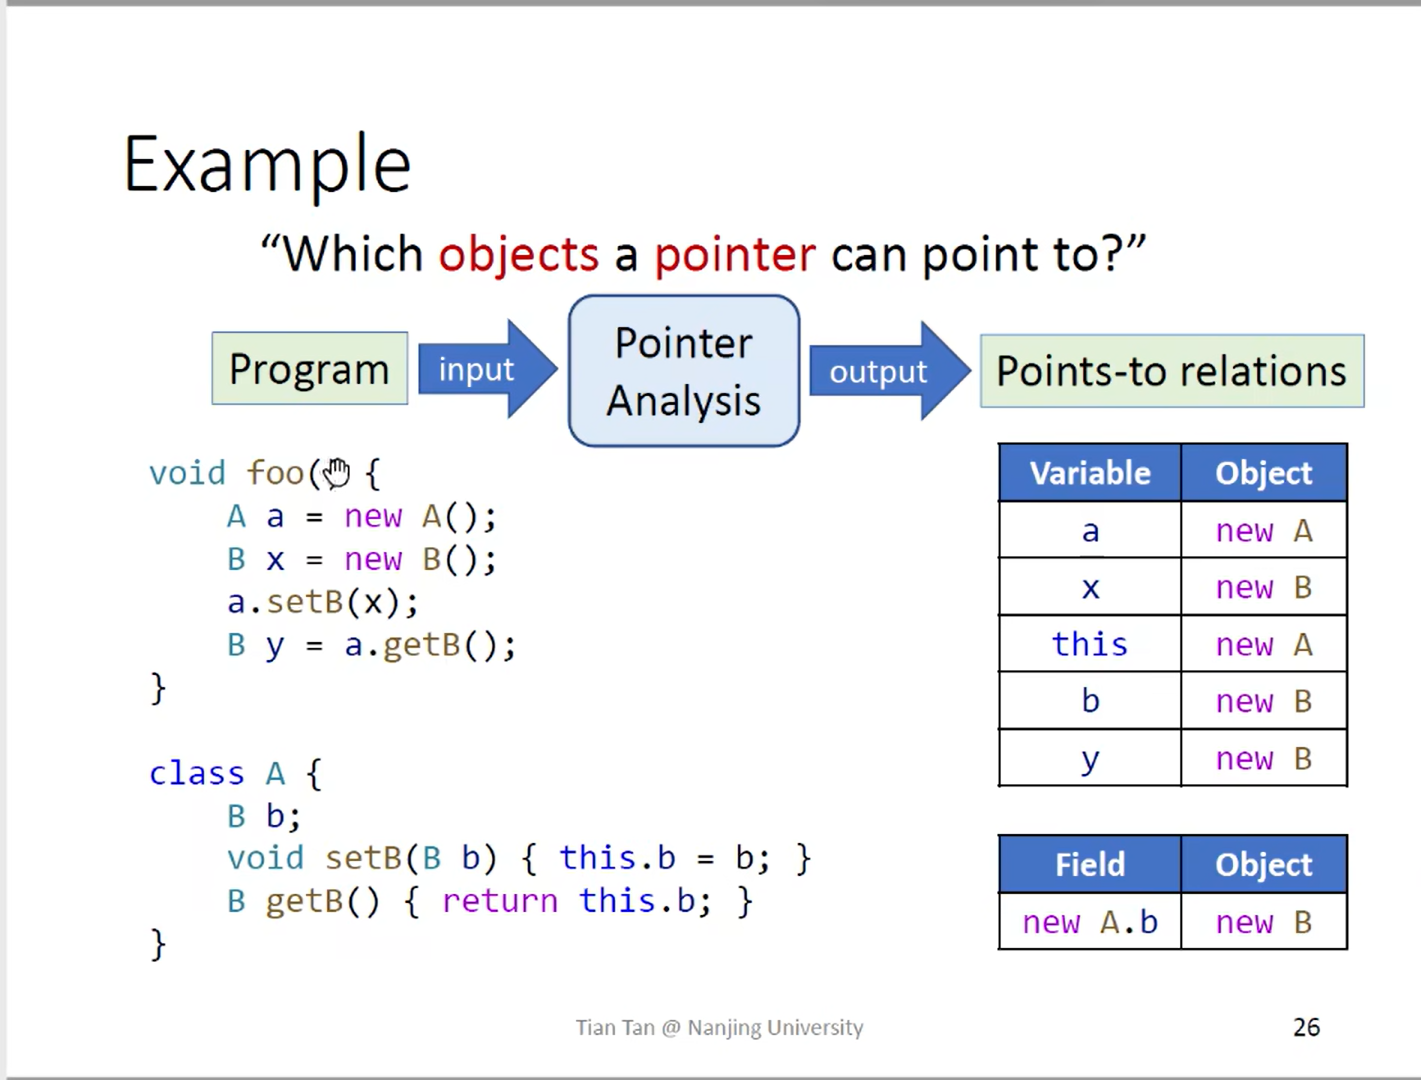 Example
“Which objects a pointer can point to?”
Program
input
Pointer
Analysis
output
Points-to relations
void foo( {
A a = new A();
B x = new B();
a.setB(x);
B y = a.getB();
}
class A {
B b;
void setB(B b) { this.b = b; }
B getB() { return this.b; }
}
Variable Object
a new A
x new B
this new A
b new B
y new B
Field Object
new A.b new B
Tian Tan @ Nanjing University
26